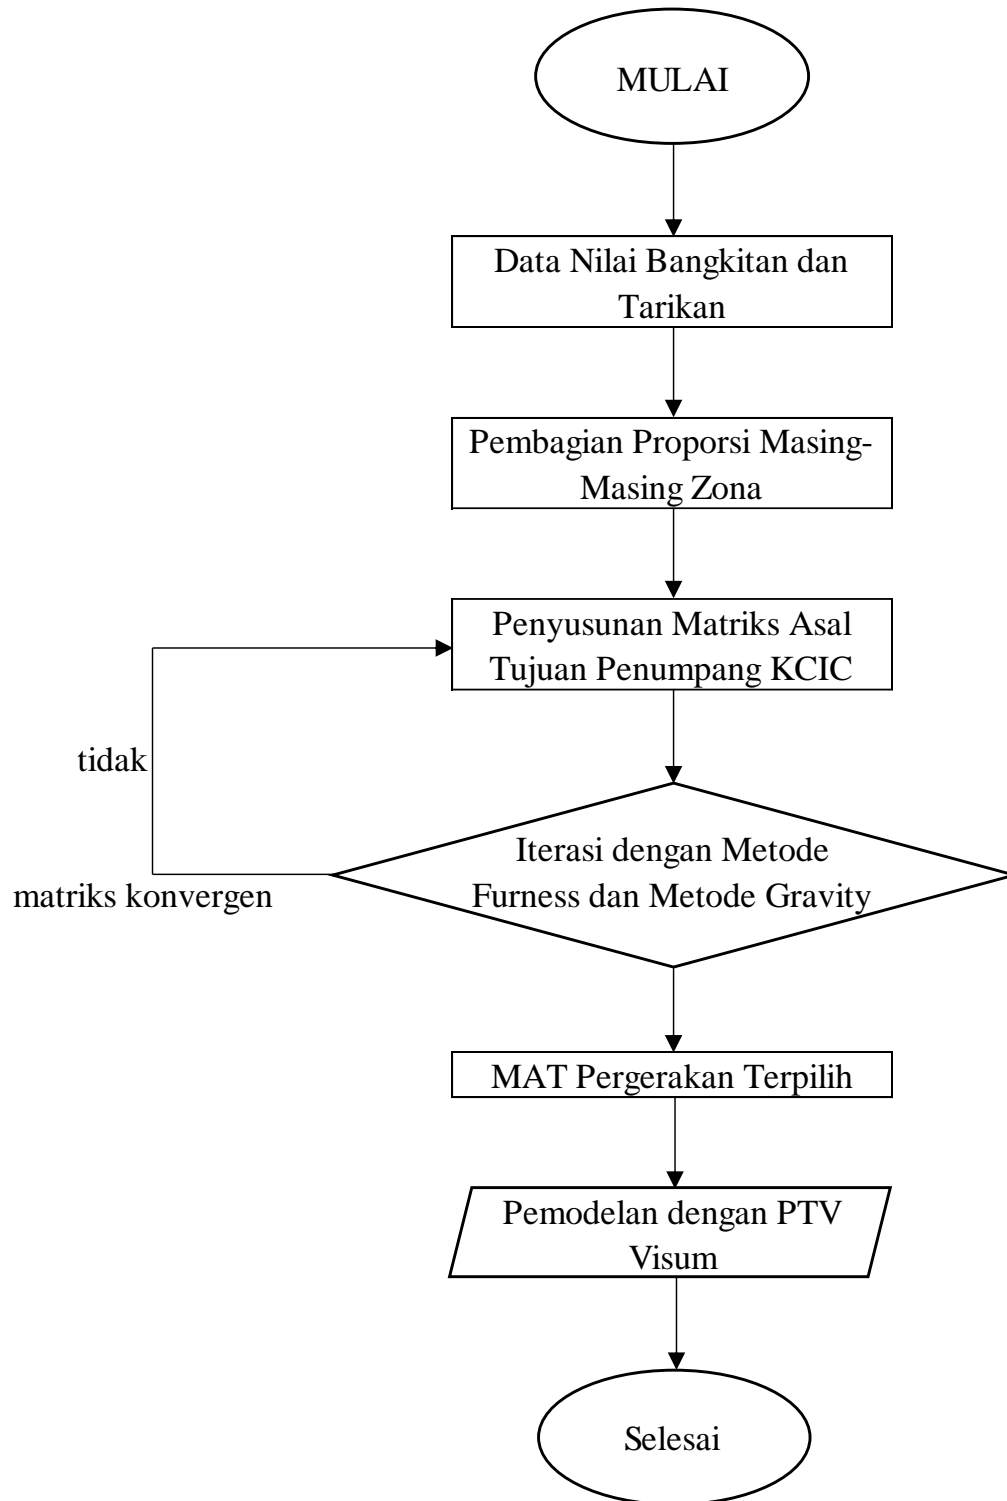 MULAI
Data Nilai Bangkitan dan
Tarikan
Pembagian Proporsi Masing-
Masing Zona
Penyusunan Matriks Asal
Tujuan Penumpang KCIC
tidak
Iterasi dengan Metode
Furness dan Metode Gravity
matriks konvergen
MAT Pergerakan Terpilih
Pemodelan dengan PTV
Visum
Selesai